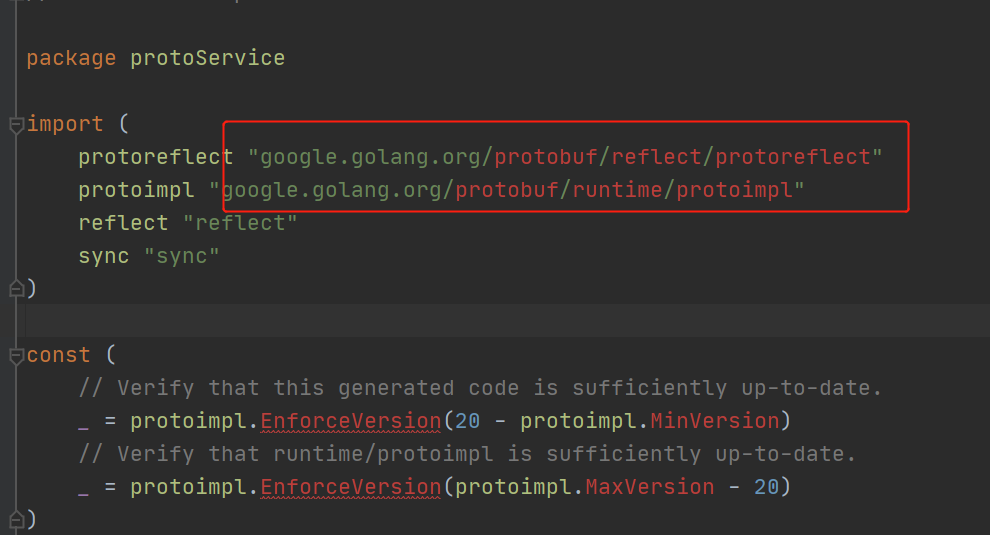 package protoService
import (
protoreflect "google.golang.org/protobuf/reflect/protoreflect"
protoimpl "google.golang.org/protobuf/runtime/protoimpl"
reflect "reflect"
sync "sync"
)
const (
// Verify that this generated code is sufficiently up-to-date.
_ = protoimpl.EnforceVersion(20 - protoimpl.MinVersion)
// Verify that runtime/protoimpl is sufficiently up-to-date.
_ = protoimpl.EnforceVersion(protoimpl.MaxVersion - 20)
)